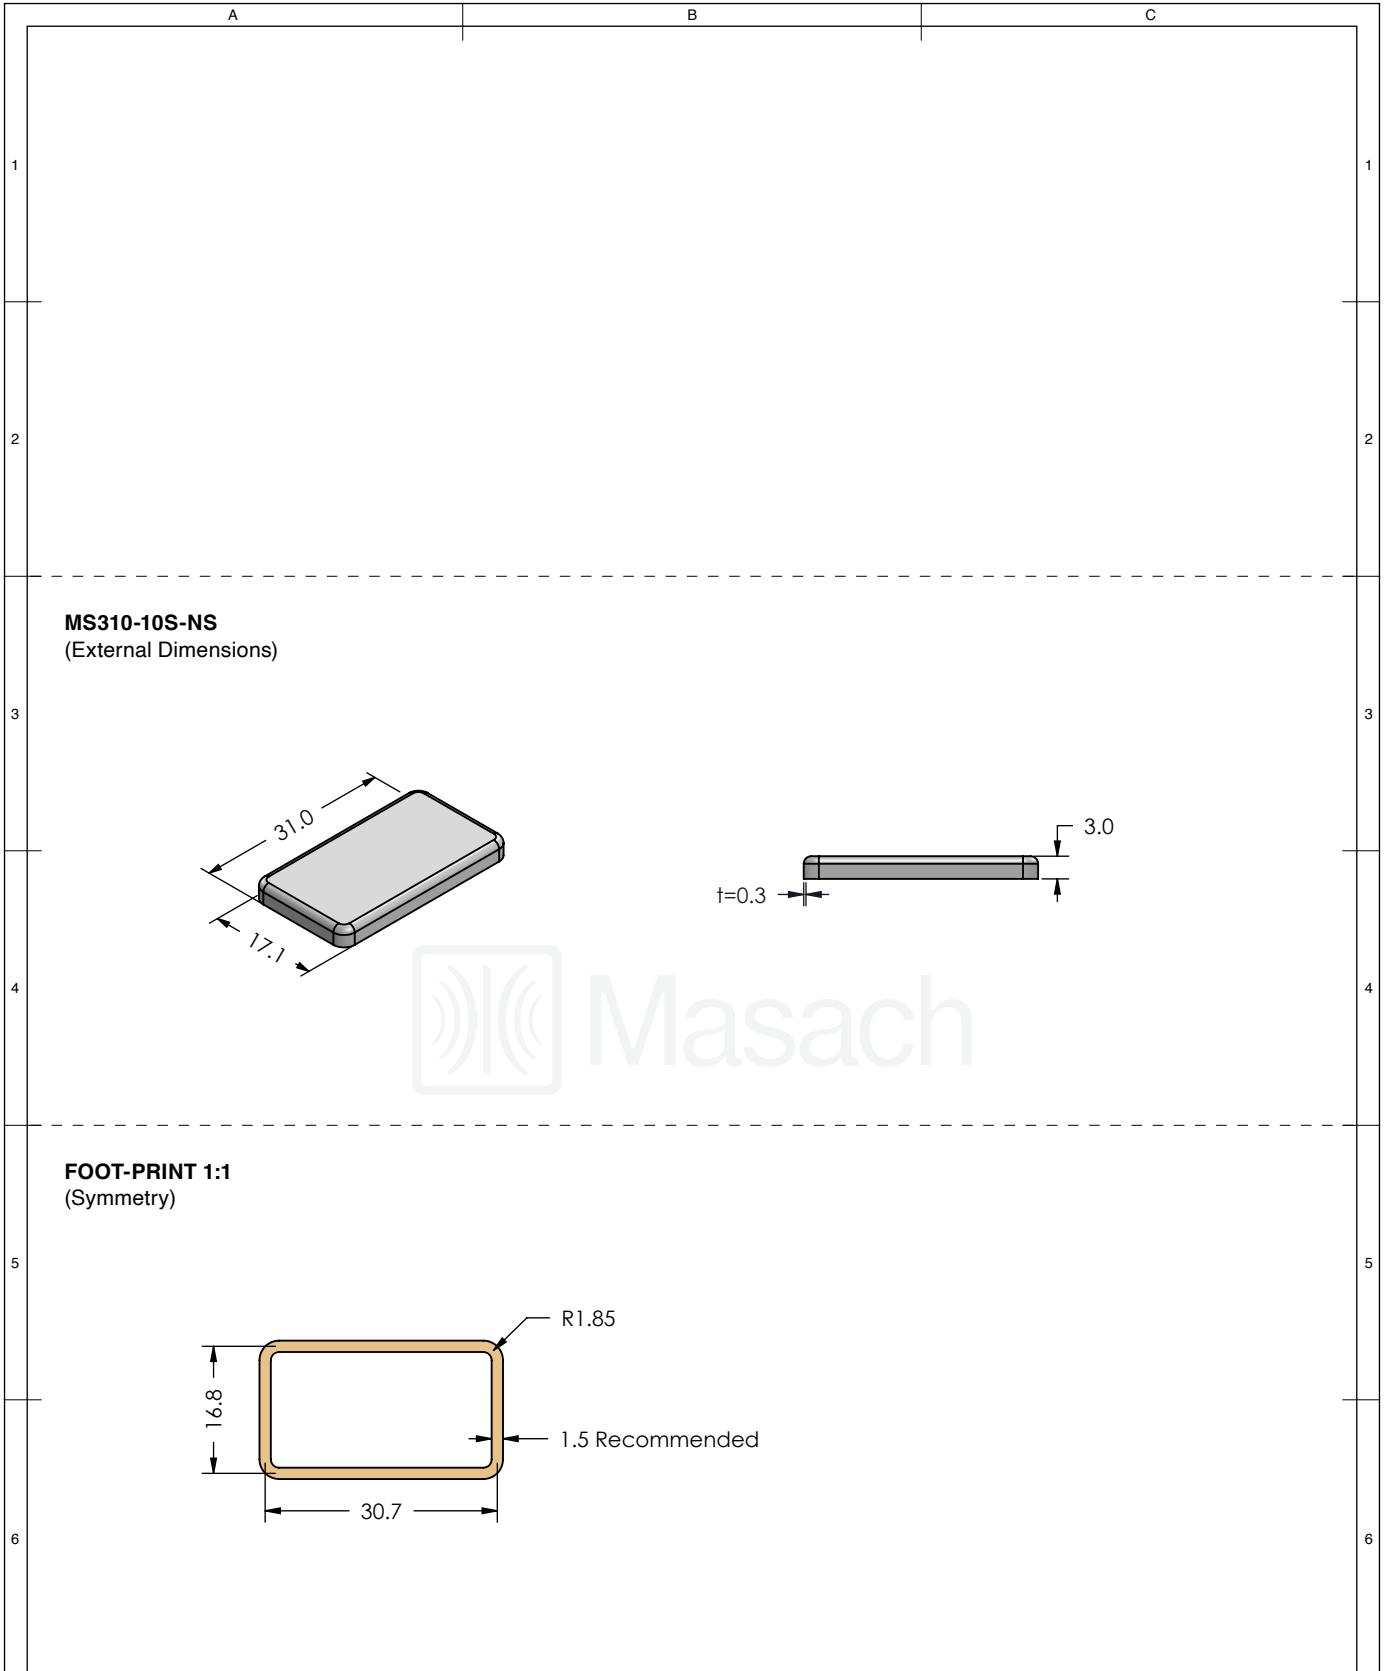 A
B
C
1
1
2
2
MS310-10S-NS
(External Dimensions)
3
3
31.0
17.1
3.0
t=0.3
Masach
4
4
FOOT-PRINT 1:1
(Symmetry)
5
5
R1.85
16.8
1.5 Recommended
30.7
6
6